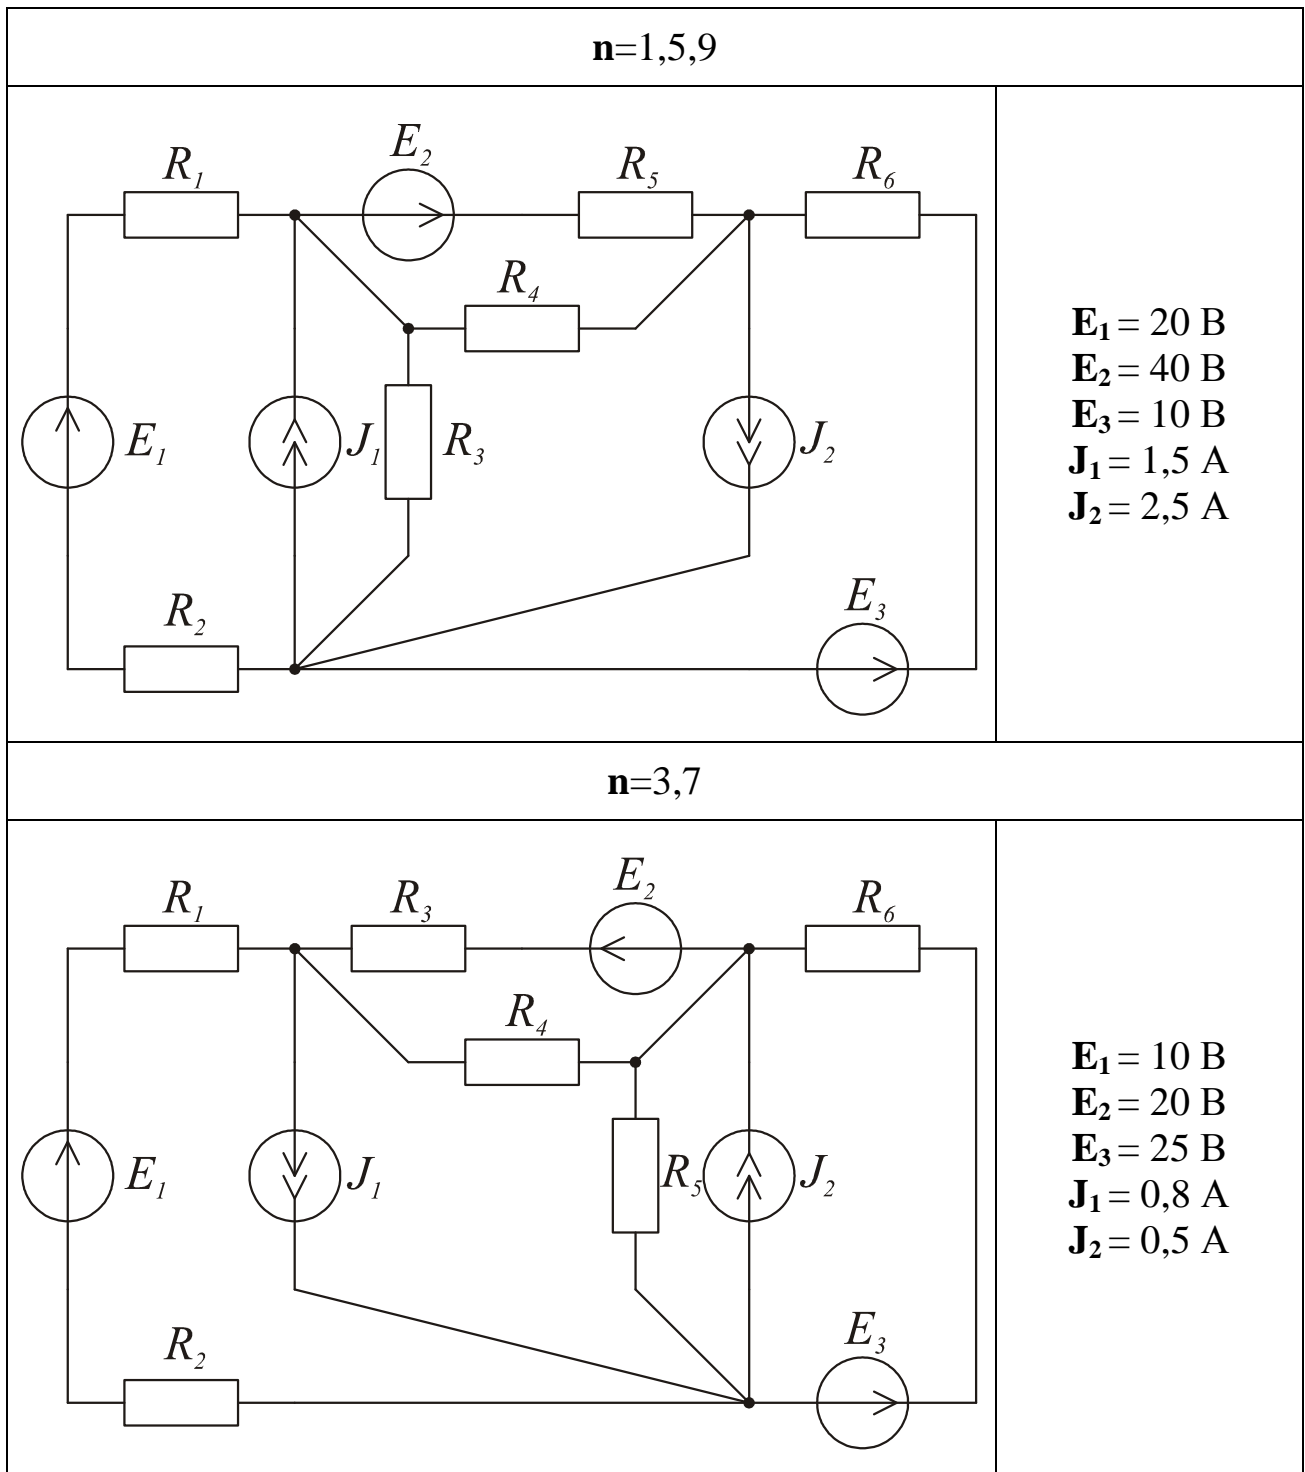 n=1,5,9
E₂
R₁
R₅
R₆
R₄
E₁
J₁
R₃
J₂
R₂
E₃
E₁ = 20 В
E₂ = 40 В
E₃ = 10 В
J₁ = 1,5 А
J₂ = 2,5 А
n=3,7
E₂
R₁
R₃
R₆
R₄
E₁
J₁
R₅
J₂
R₂
E₃
E₁ = 10 В
E₂ = 20 В
E₃ = 25 В
J₁ = 0,8 А
J₂ = 0,5 А